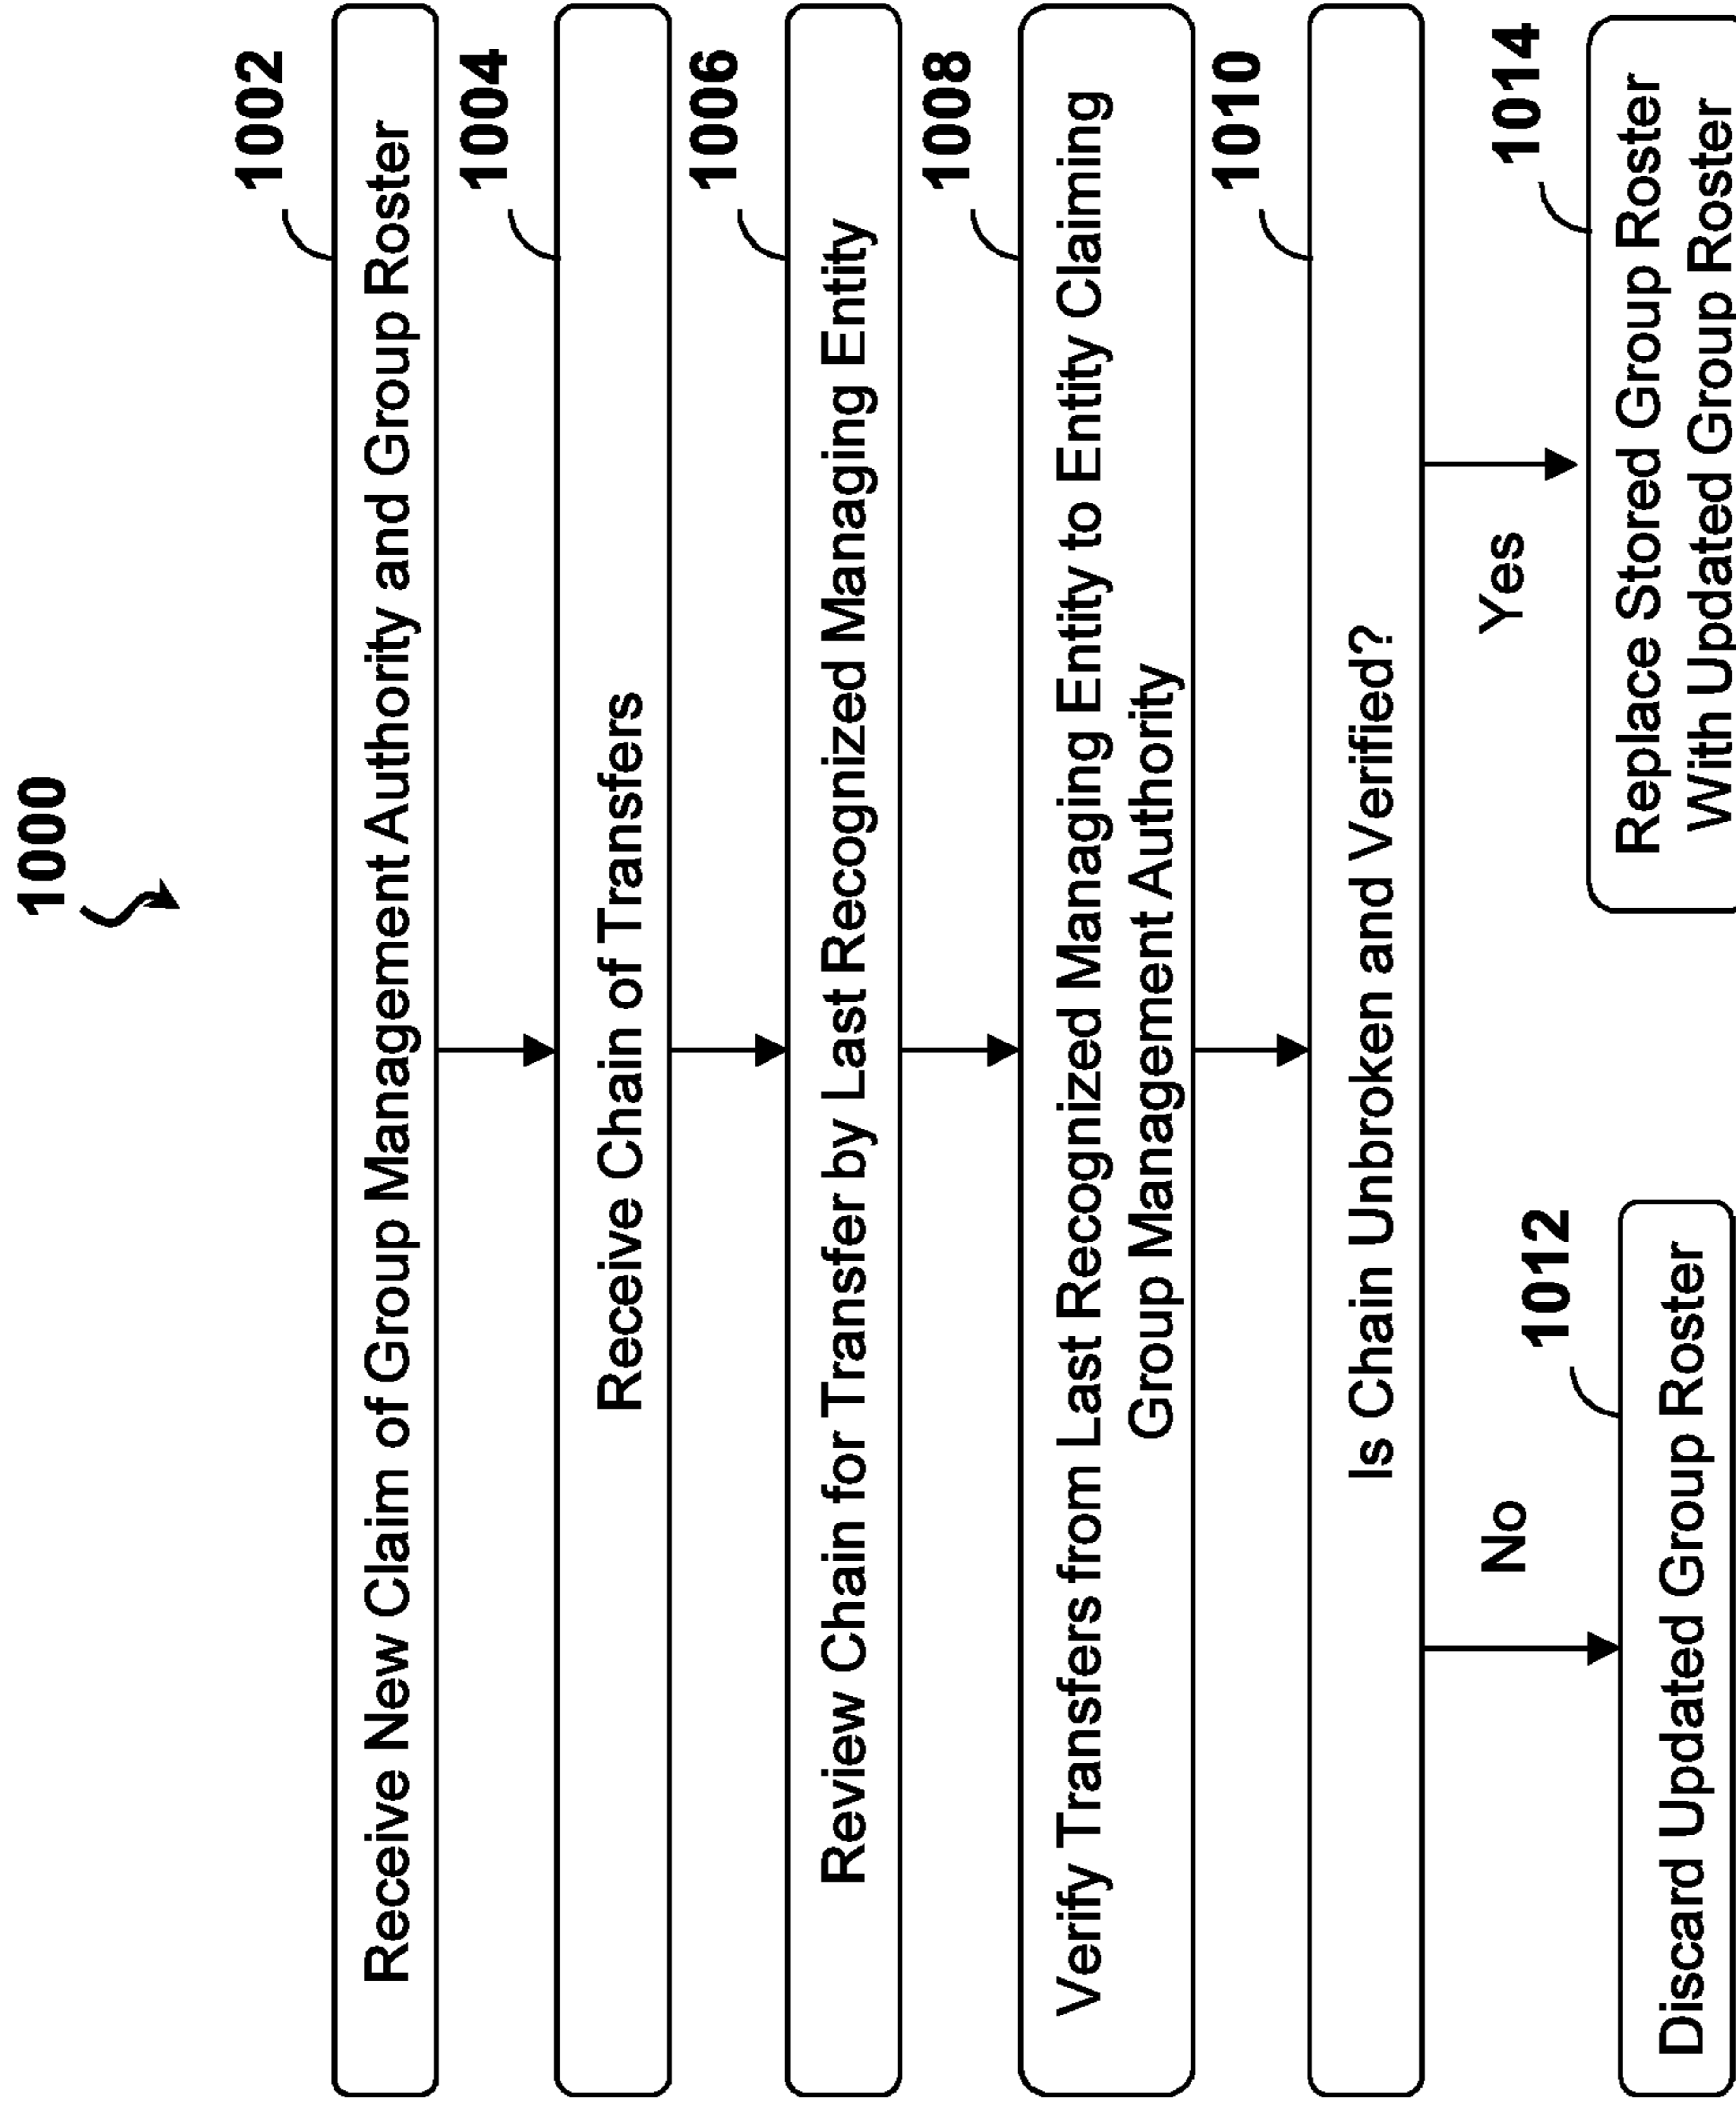 1000
1002
Receive New Claim of Group Management Authority and Group Roster
1004
Receive Chain of Transfers
1006
Review Chain for Transfer by Last Recognized Managing Entity
1008
Verify Transfers from Last Recognized Managing Entity to Entity Claiming
Group Management Authority
1010
Is Chain Unbroken and Verified?
No
Yes
1012
Discard Updated Group Roster
1014
Replace Stored Group Roster
With Updated Group Roster